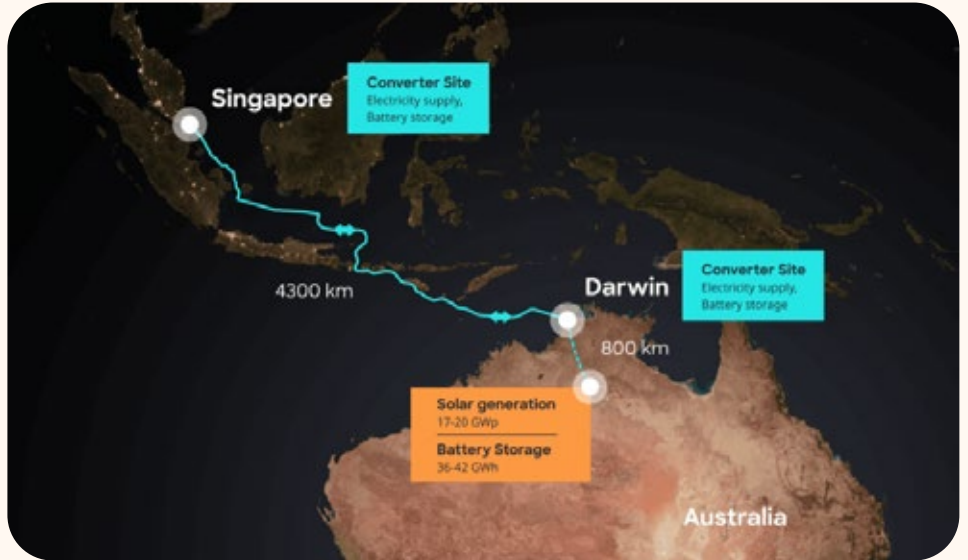 Singapore
Converter Site
Electricity supply,
Battery storage
4300 km
Darwin
Converter Site
Electricity supply,
Battery storage
800 km
Solar generation
17-20 GWp
Battery Storage
36-42 GWh
Australia